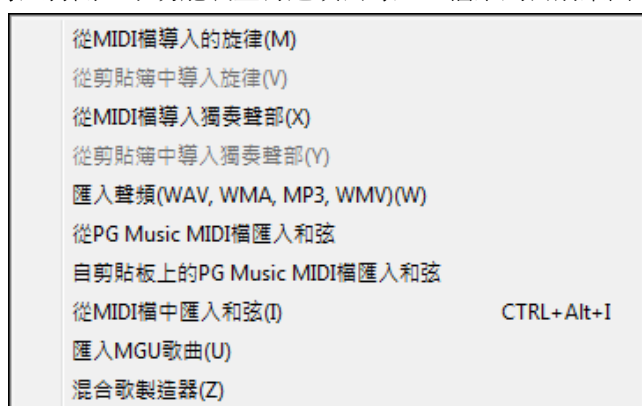 從MIDI檔導入的旋律(M)
從剪貼簿中導入旋律(V)
從MIDI檔導入獨奏聲部(X)
從剪貼簿中導入獨奏聲部(Y)
匯入聲頻(WAV, WMA, MP3, WMV)(W)
從PG Music MIDI檔匯入和弦
自剪貼板上的PG Music MIDI檔匯入和弦
從MIDI檔中匯入和弦(I) CTRL+Alt+I
匯入MGU歌曲(U)
混合歌製造器(Z)